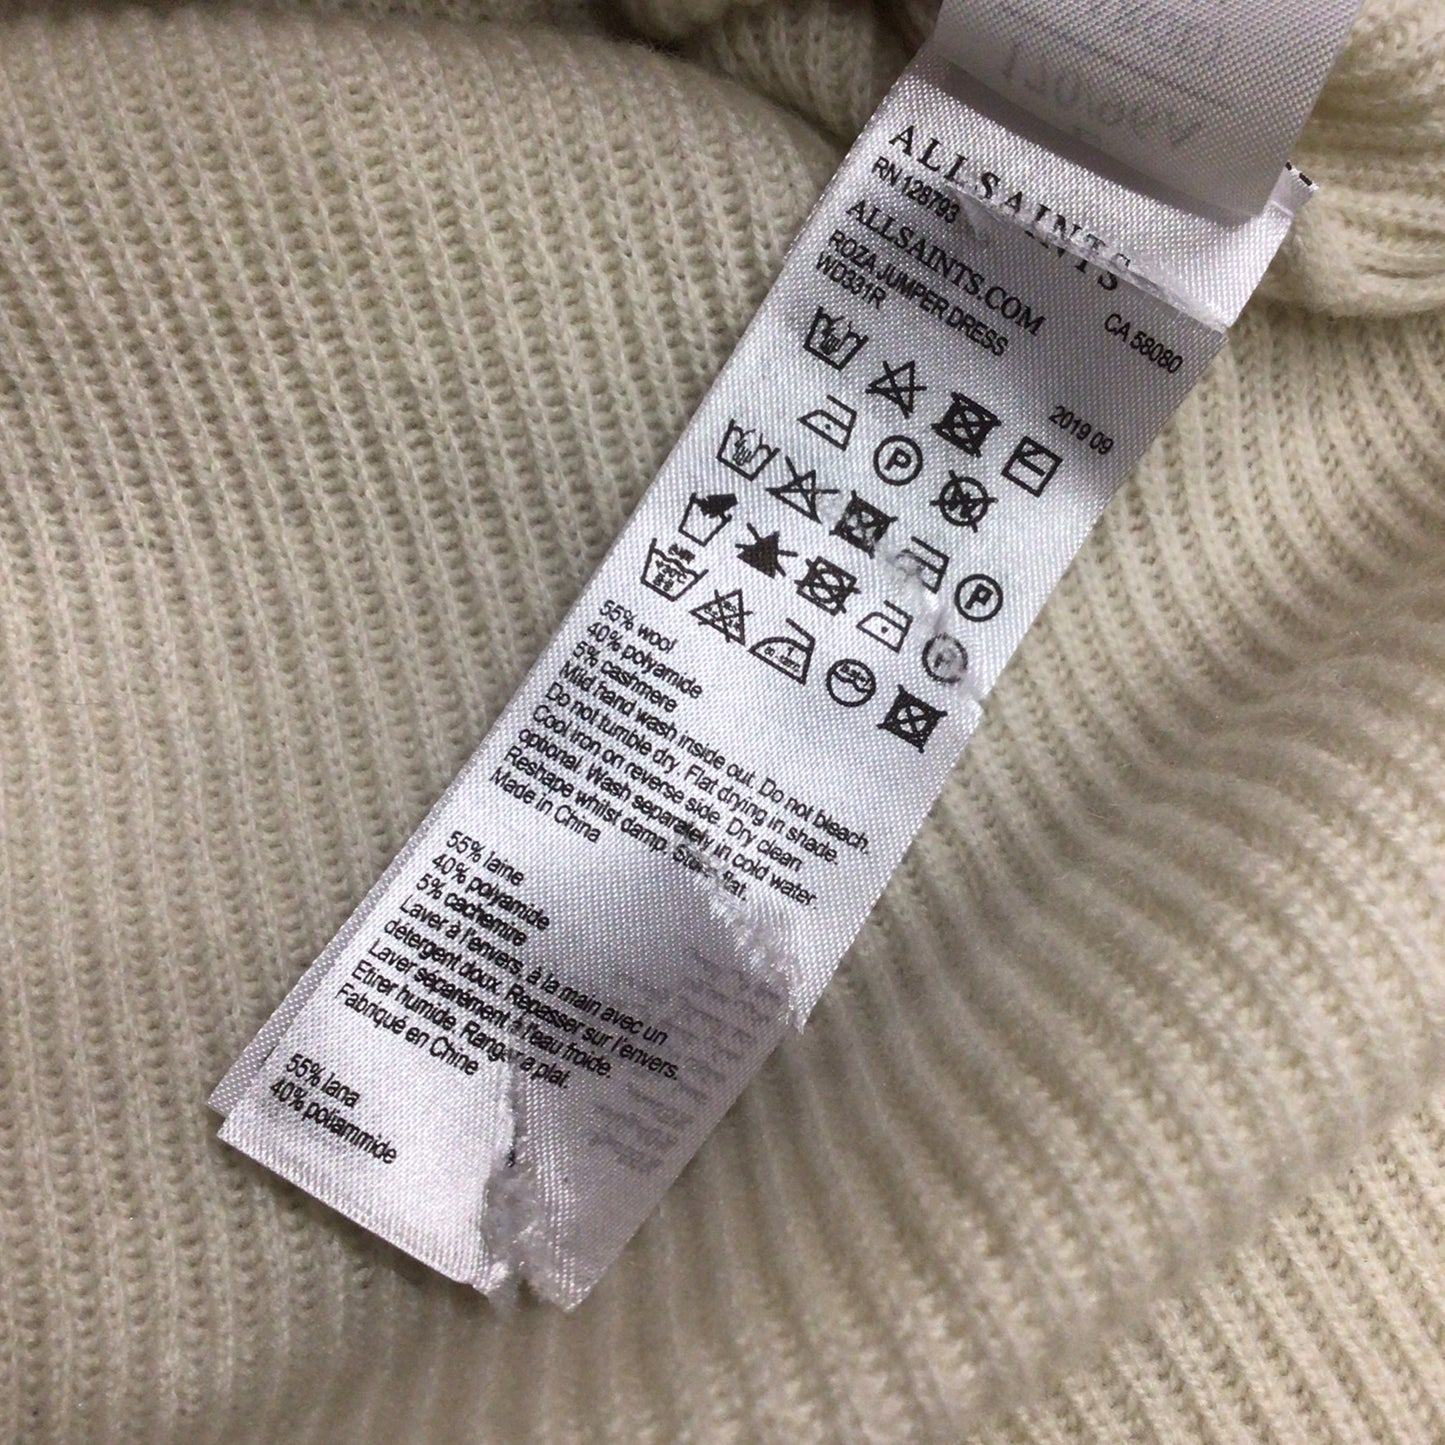 ALLSAINTS
RN 128793 CA 58080
ALLSAINTS.COM
ROZA JUMPER DRESS
WD331R 2019 09
55% wool
40% polyamide
5% cashmere
Mild hand wash inside out. Do not bleach.
Do not tumble dry. Flat drying in shade.
Cool iron on reverse side. Dry clean
optional. Wash separately in cold water
Reshape whilst damp. Store flat.
Made in China
55% laine
40% polyamide
5% cachemire
Laver à l'envers, à la main avec un
détergent doux. Repasser sur l'envers.
Laver séparément à l'eau froide.
Etirer humide. Ranger a plat.
Fabriqué en Chine
55% lana
40% poliammide